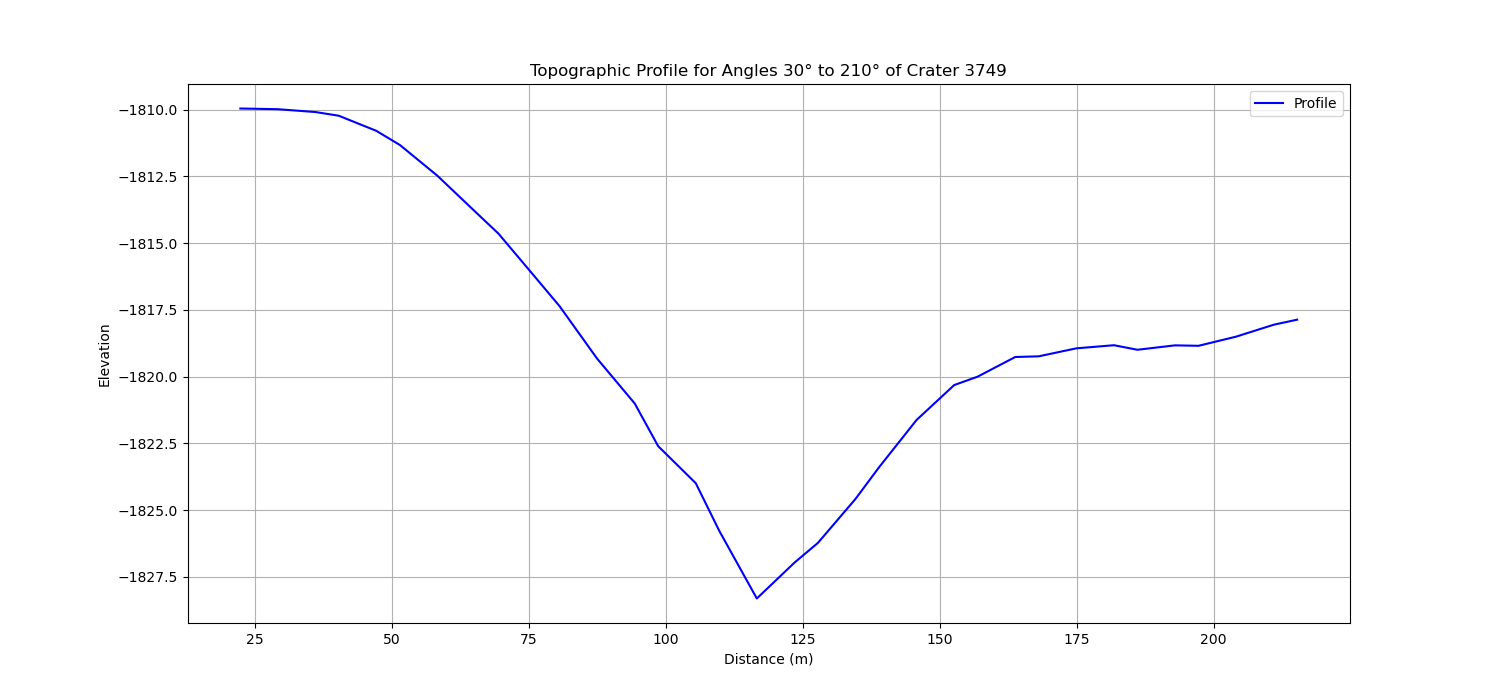 Topographic Profile for Angles 30° to 210° of Crater 3749
Profile
−1810.0
−1812.5
−1815.0
−1817.5
−1820.0
−1822.5
−1825.0
−1827.5
Elevation
25 50 75 100 125 150 175 200
Distance (m)